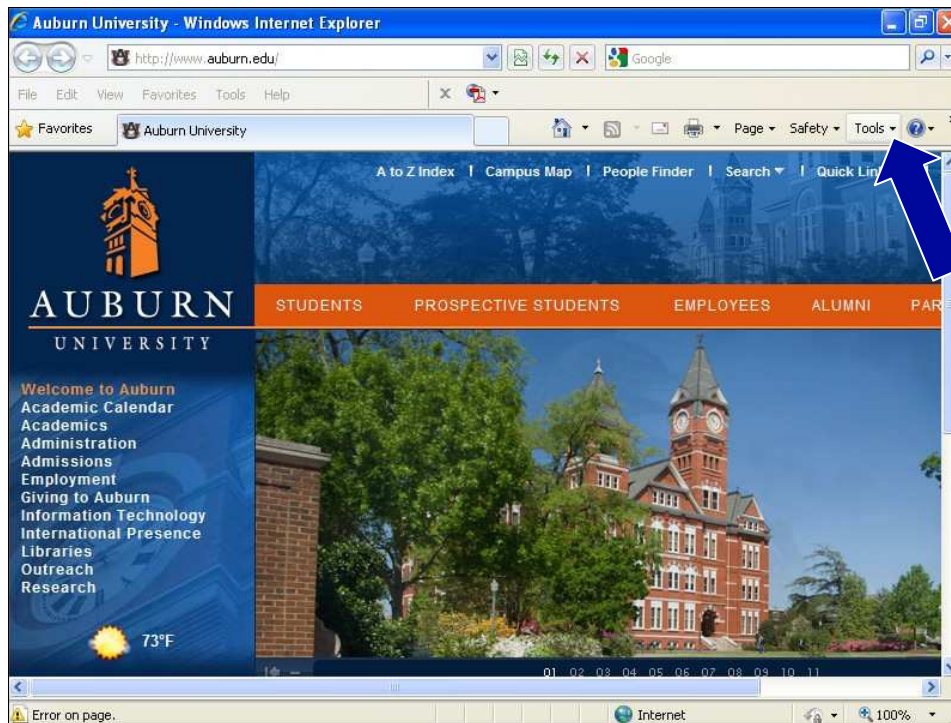 Auburn University - Windows Internet Explorer
http://www.auburn.edu/ Google
File Edit View Favorites Tools Help
Favorites Auburn University Page Safety Tools
A to Z Index | Campus Map | People Finder | Search | Quick Lin
AUBURN
UNIVERSITY
STUDENTS PROSPECTIVE STUDENTS EMPLOYEES ALUMNI PAR
Welcome to Auburn
Academic Calendar
Academics
Administration
Admissions
Employment
Giving to Auburn
Information Technology
International Presence
Libraries
Outreach
Research
73°F
01 02 03 04 05 06 07 08 09 10 11
Error on page. Internet 100%